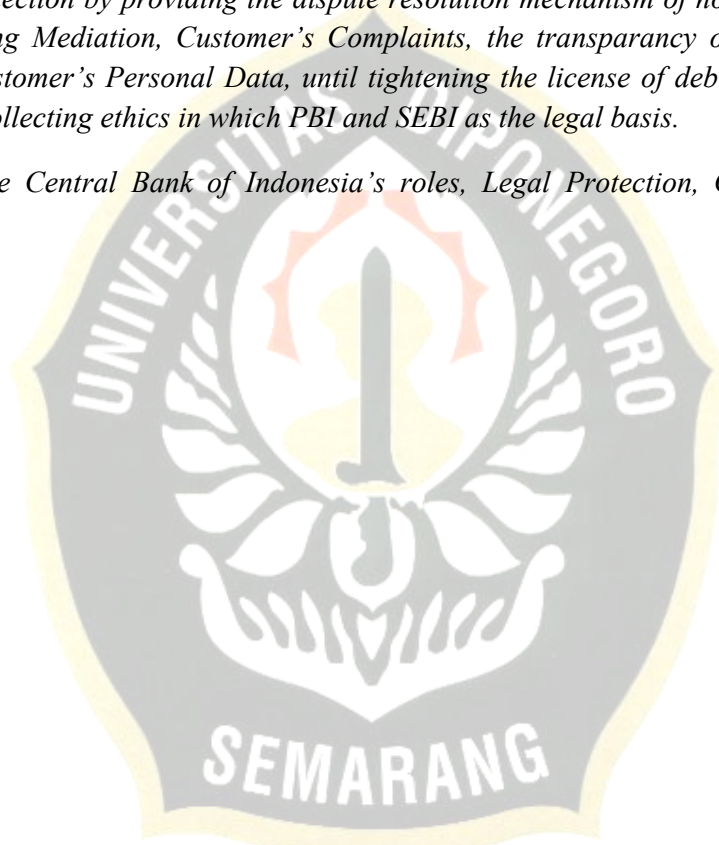 ection by providing the dispute resolution mechanism of no
ng Mediation, Customer's Complaints, the transparancy o
stomer's Personal Data, until tightening the license of deb
ollecting ethics in which PBI and SEBI as the legal basis.
e Central Bank of Indonesia's roles, Legal Protection,
UNIVERSITAS DIPONEGORO
SEMARANG